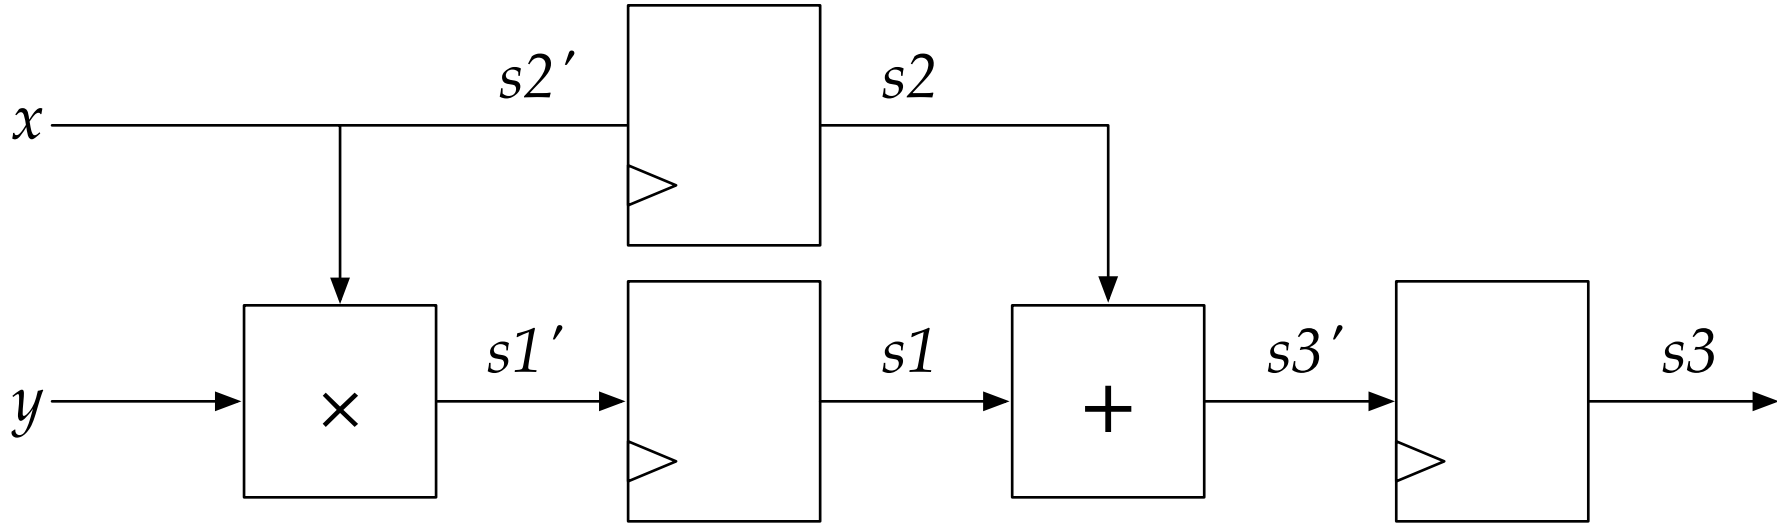 s2′ s2
x
s1′ s1 s3′ s3
y × +